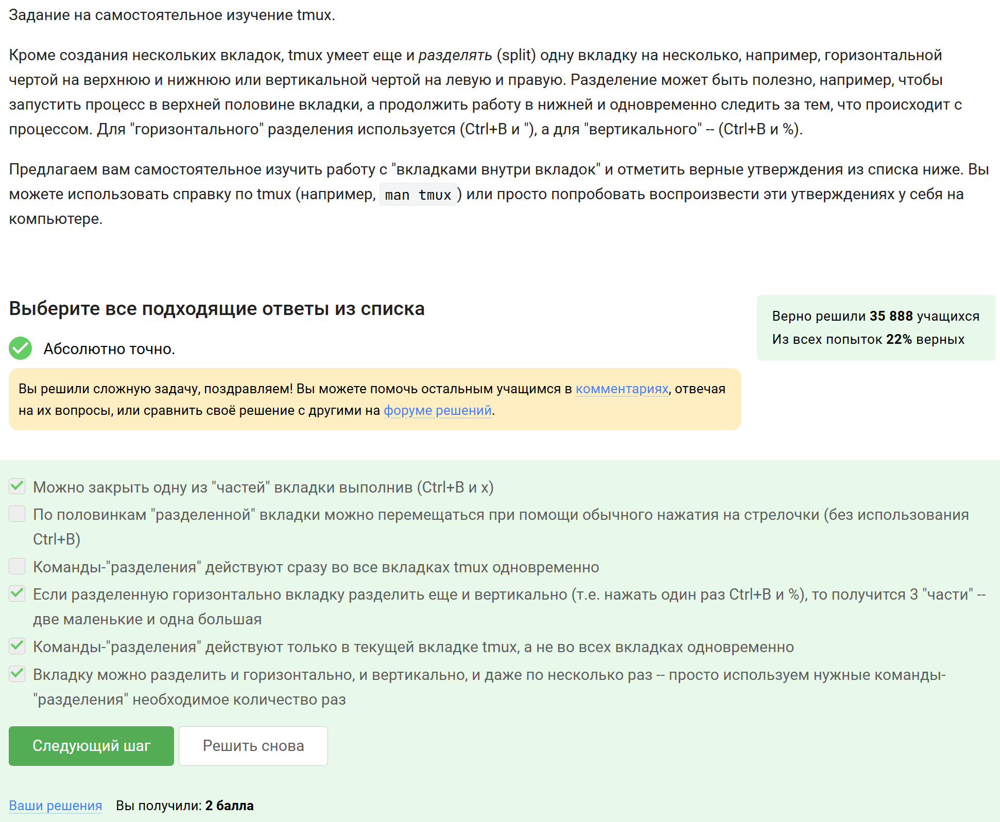 Задание на самостоятельное изучение tmux.
Кроме создания нескольких вкладок, tmux умеет еще и разделять (split) одну вкладку на несколько, например, горизонтальной
чертой на верхнюю и нижнюю или вертикальной чертой на левую и правую. Разделение может быть полезно, например, чтобы
запустить процесс в верхней половине вкладки, а продолжить работу в нижней и одновременно следить за тем, что происходит с
процессом. Для "горизонтального" разделения используется (Ctrl+B и "), а для "вертикального" -- (Ctrl+B и %).
Предлагаем вам самостоятельное изучить работу с "вкладками внутри вкладок" и отметить верные утверждения из списка ниже. Вы
можете использовать справку по tmux (например, man tmux) или просто попробовать воспроизвести эти утверждениях у себя на
компьютере.
Выберите все подходящие ответы из списка
Верно решили 35 888 учащихся
Из всех попыток 22% верных
Абсолютно точно.
Вы решили сложную задачу, поздравляем! Вы можете помочь остальным учащимся в комментариях, отвечая
на их вопросы, или сравнить своё решение с другими на форуме решений.
Можно закрыть одну из "частей" вкладки выполнив (Ctrl+B и x)
По половинкам "разделенной" вкладки можно перемещаться при помощи обычного нажатия на стрелочки (без использования
Ctrl+B)
Команды-"разделения" действуют сразу во все вкладках tmux одновременно
Если разделенную горизонтально вкладку разделить еще и вертикально (т.е. нажать один раз Ctrl+B и %), то получится 3 "части" --
две маленькие и одна большая
Команды-"разделения" действуют только в текущей вкладке tmux, а не во всех вкладках одновременно
Вкладку можно разделить и горизонтально, и вертикально, и даже по несколько раз -- просто используем нужные команды-
"разделения" необходимое количество раз
Следующий шаг
Решить снова
Ваши решения Вы получили: 2 балла